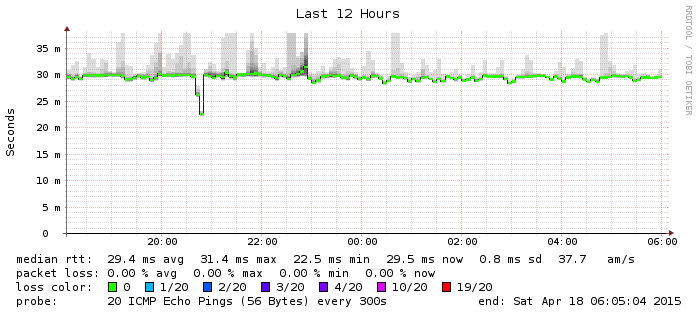 Last 12 Hours
RRDTOOL / TOBI OETIKER
Seconds
35 m
30 m
25 m
20 m
15 m
10 m
5 m
0
20:00 22:00 00:00 02:00 04:00 06:00
median rtt: 29.4 ms avg 31.4 ms max 22.5 ms min 29.5 ms now 0.8 ms sd 37.7 am/s
packet loss: 0.00 % avg 0.00 % max 0.00 % min 0.00 % now
loss color: 0 1/20 2/20 3/20 4/20 10/20 19/20
probe: 20 ICMP Echo Pings (56 Bytes) every 300s end: Sat Apr 18 06:05:04 2015